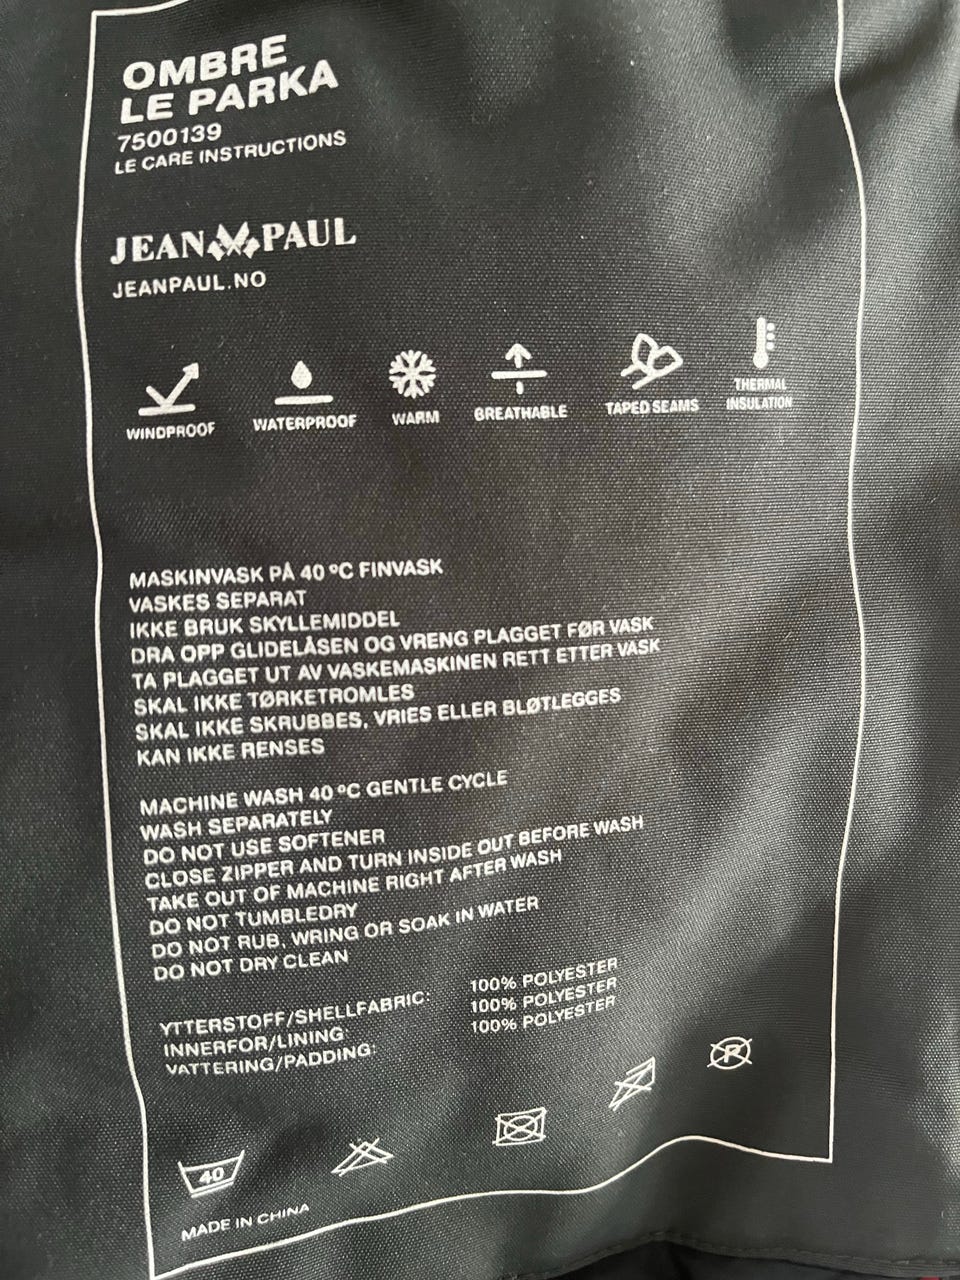 OMBRE
LE PARKA
7500139
LE CARE INSTRUCTIONS
JEAN PAUL
JEANPAUL.NO
WINDPROOF
WATERPROOF
WARM
BREATHABLE
TAPED SEAMS
THERMAL
INSULATION
MASKINVASK PÅ 40 ºC FINVASK
VASKES SEPARAT
IKKE BRUK SKYLLEMIDDEL
DRA OPP GLIDELÅSEN OG VRENG PLAGGET FØR VASK
TA PLAGGET UT AV VASKEMASKINEN RETT ETTER VASK
SKAL IKKE TØRKETROMLES
SKAL IKKE SKRUBBES, VRIES ELLER BLØTLEGGES
KAN IKKE RENSES
MACHINE WASH 40 ºC GENTLE CYCLE
WASH SEPARATELY
DO NOT USE SOFTENER
CLOSE ZIPPER AND TURN INSIDE OUT BEFORE WASH
TAKE OUT OF MACHINE RIGHT AFTER WASH
DO NOT TUMBLEDRY
DO NOT RUB, WRING OR SOAK IN WATER
DO NOT DRY CLEAN
YTTERSTOFF/SHELLFABRIC: 100% POLYESTER
INNERFOR/LINING 100% POLYESTER
VATTERING/PADDING: 100% POLYESTER
40
P
MADE IN CHINA